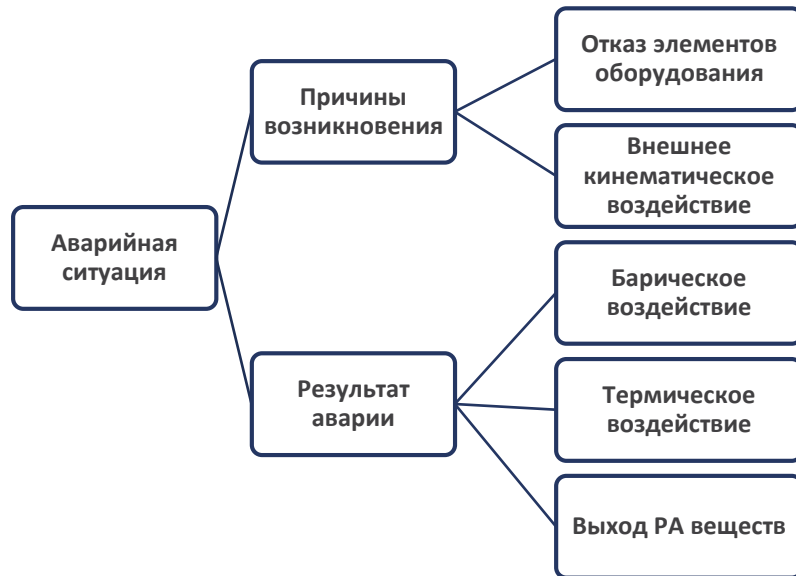 Аварийная
ситуация
Причины
возникновения
Отказ элементов
оборудования
Внешнее
кинематическое
воздействие
Результат
аварии
Барическое
воздействие
Термическое
воздействие
Выход РА веществ